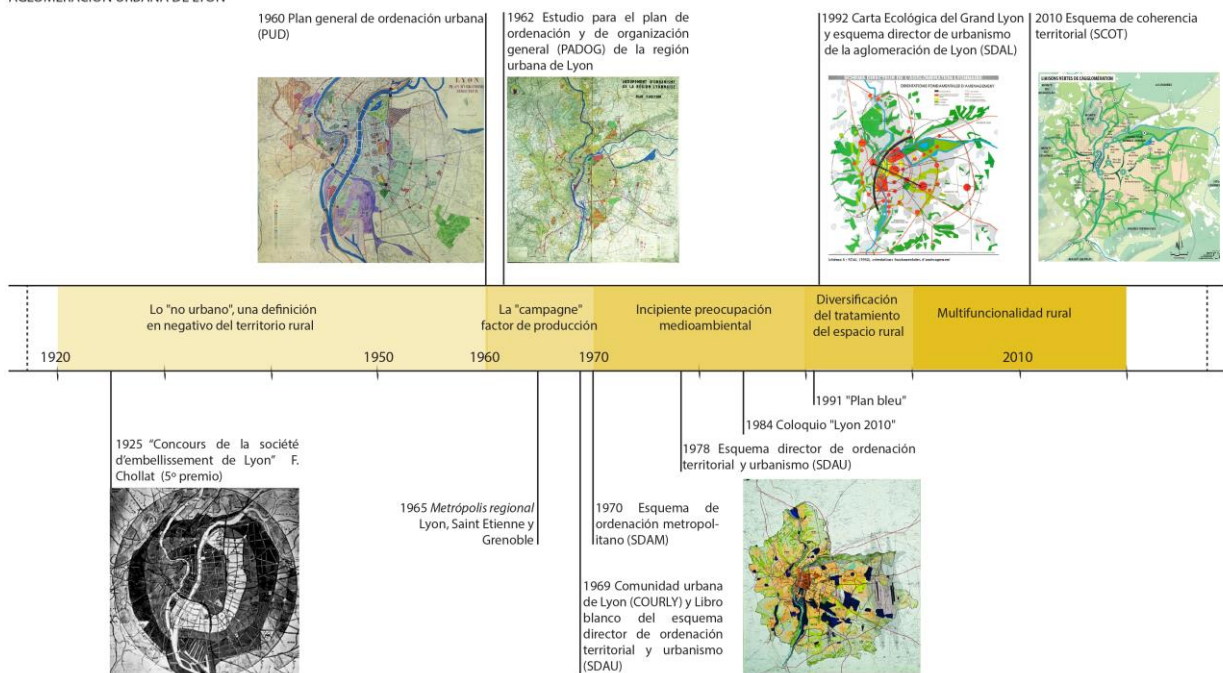 AGLOMERACIÓN URBANA DE LYON
1960 Plan general de ordenación urbana
(PUD)
1962 Estudio para el plan de
ordenación y de organización
general (PADOG) de la región
urbana de Lyon
1992 Carta Ecológica del Grand Lyon
y esquema director de urbanismo
de la aglomeración de Lyon (SDAL)
2010 Esquema de coherencia
territorial (SCOT)
Lo "no urbano", una definición
en negativo del territorio rural
La "campagne"
factor de producción
Incipiente preocupación
medioambiental
Diversificación
del tratamiento
del espacio rural
Multifuncionalidad rural
1920
1950
1960
1970
2010
1925 "Concours de la société
d'embellissement de Lyon" F.
Chollat (5º premio)
1965 Metrópolis regional
Lyon, Saint Etienne y
Grenoble
1969 Comunidad urbana
de Lyon (COURLY) y Libro
blanco del esquema
director de ordenación
territorial y urbanismo
(SDAU)
1970 Esquema de
ordenación metropol-
litano (SDAM)
1978 Esquema director de ordenación
territorial y urbanismo (SDAU)
1984 Coloquio "Lyon 2010"
1991 "Plan bleu"